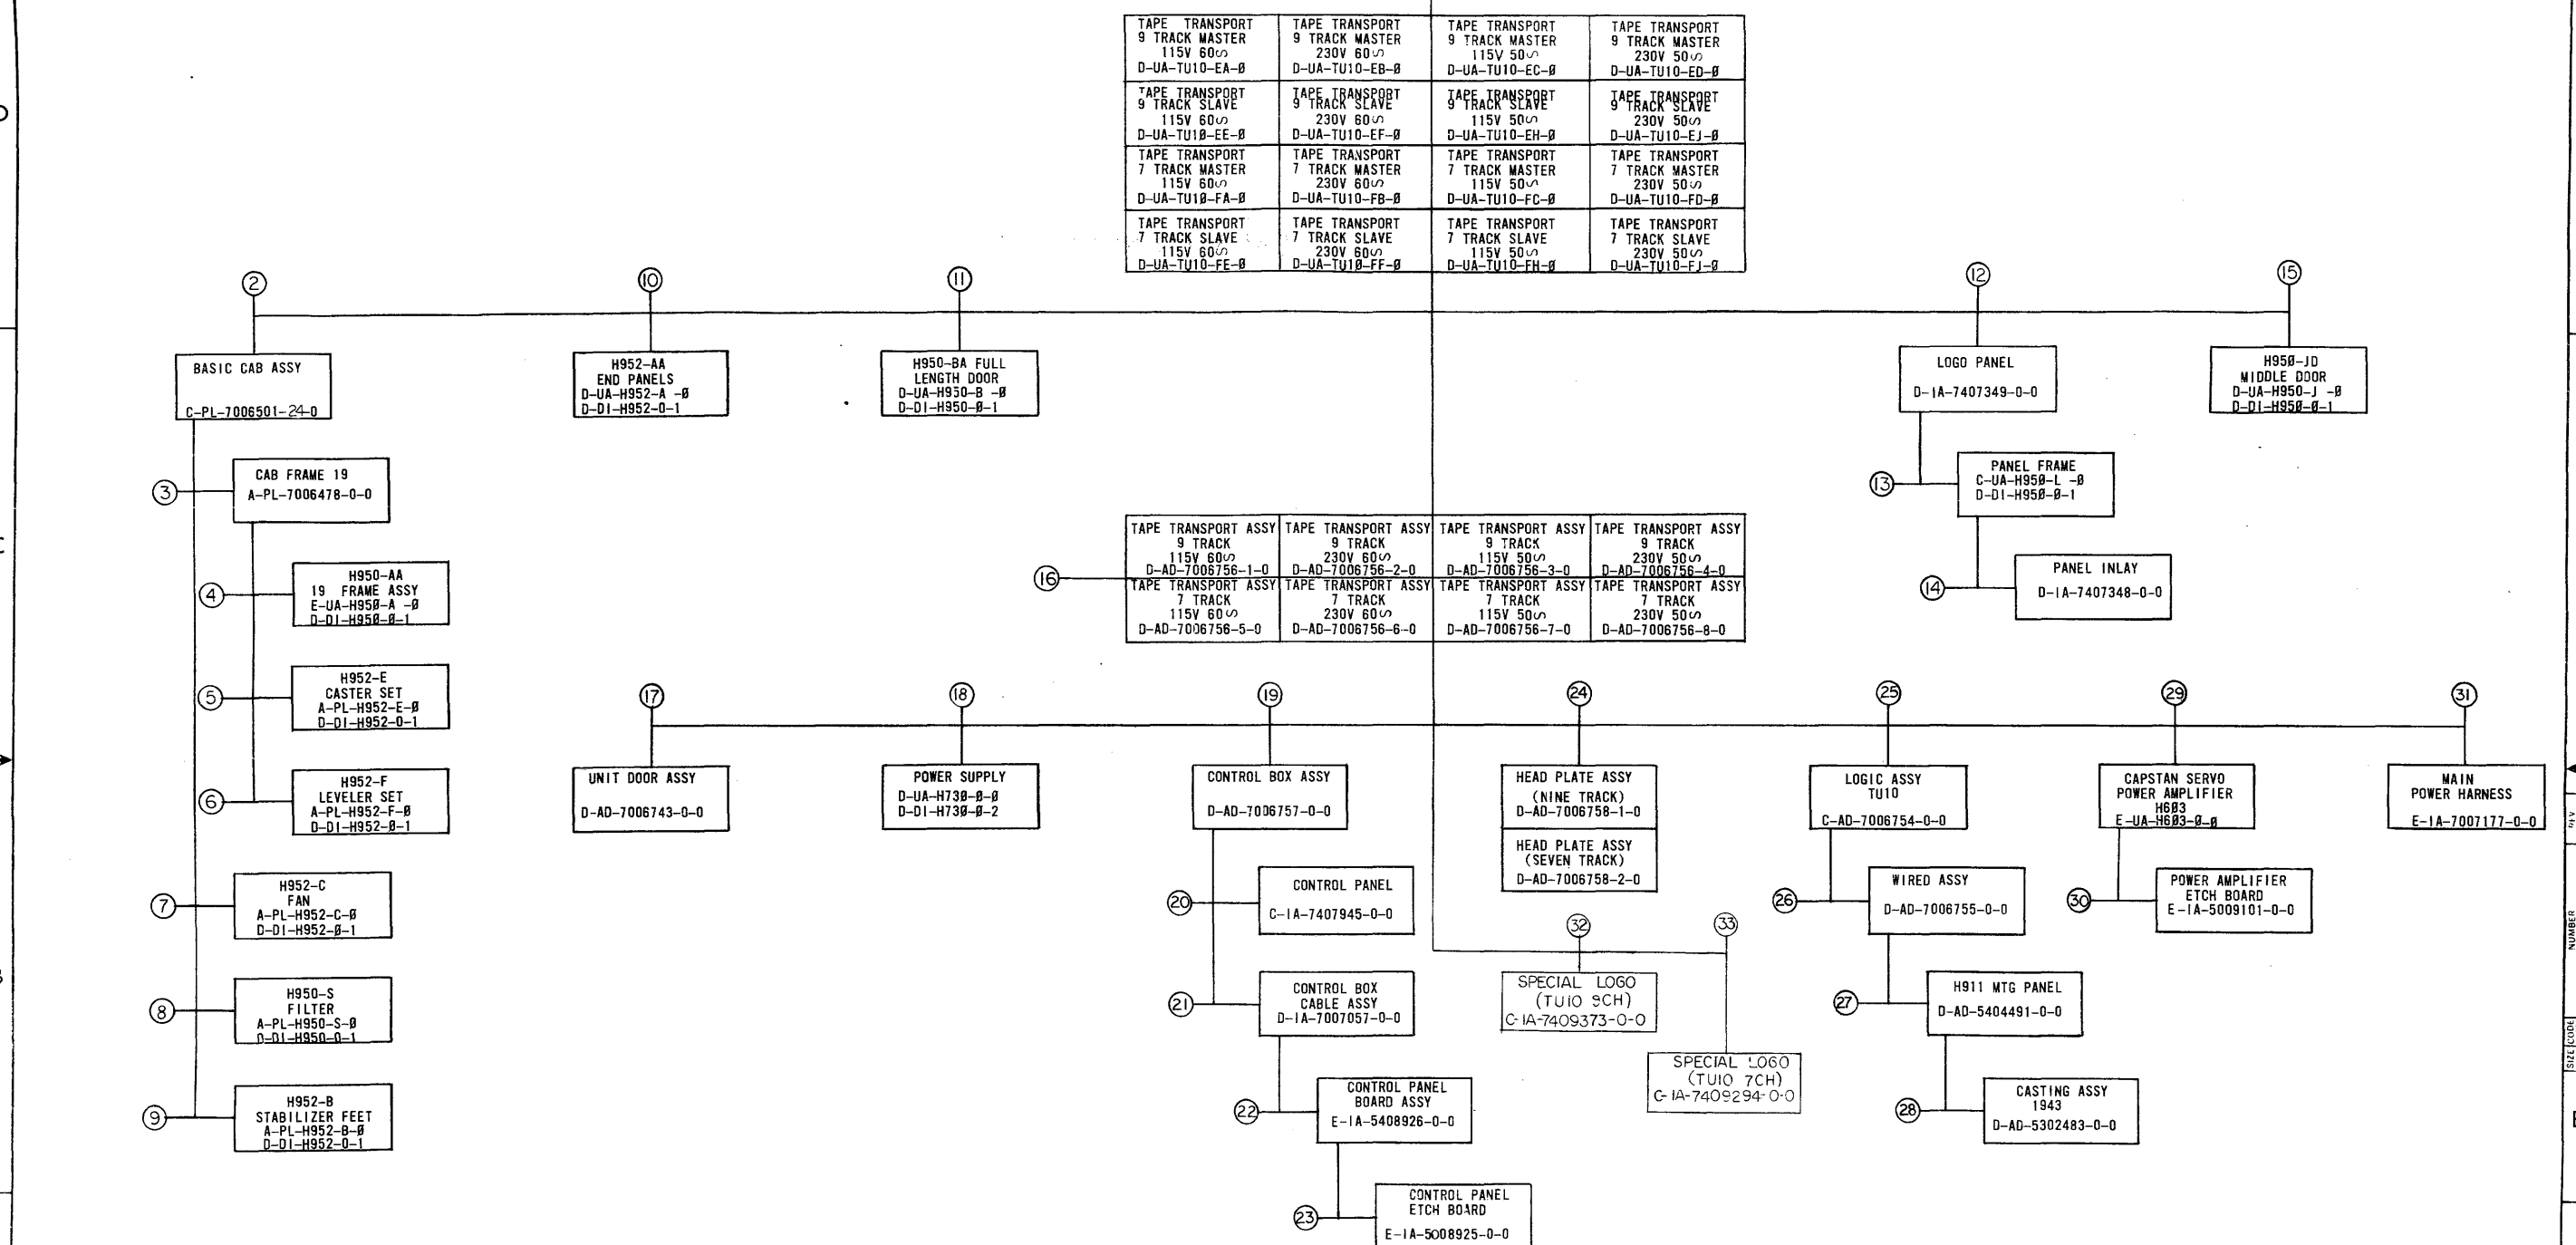 TAPE TRANSPORT
9 TRACK MASTER
115V 60∿
D-UA-TU10-EA-Ø
TAPE TRANSPORT
9 TRACK MASTER
230V 60∿
D-UA-TU10-EB-Ø
TAPE TRANSPORT
9 TRACK MASTER
115V 50∿
D-UA-TU10-EC-Ø
TAPE TRANSPORT
9 TRACK MASTER
230V 50∿
D-UA-TU10-ED-Ø
TAPE TRANSPORT
9 TRACK SLAVE
115V 60∿
D-UA-TU1Ø-EE-Ø
TAPE TRANSPORT
9 TRACK SLAVE
230V 60∿
D-UA-TU10-EF-Ø
TAPE TRANSPORT
9 TRACK SLAVE
115V 50∿
D-UA-TU10-EH-Ø
TAPE TRANSPORT
9 TRACK SLAVE
230V 50∿
D-UA-TU10-EJ-Ø
TAPE TRANSPORT
7 TRACK MASTER
115V 60∿
D-UA-TU1Ø-FA-Ø
TAPE TRANSPORT
7 TRACK MASTER
230V 60∿
D-UA-TU10-FB-Ø
TAPE TRANSPORT
7 TRACK MASTER
115V 50∿
D-UA-TU10-FC-Ø
TAPE TRANSPORT
7 TRACK MASTER
230V 50∿
D-UA-TU10-FD-Ø
TAPE TRANSPORT
7 TRACK SLAVE
115V 60∿
D-UA-TU10-FE-Ø
TAPE TRANSPORT
7 TRACK SLAVE
230V 60∿
D-UA-TU1Ø-FF-Ø
TAPE TRANSPORT
7 TRACK SLAVE
115V 50∿
D-UA-TU10-FH-Ø
TAPE TRANSPORT
7 TRACK SLAVE
230V 50∿
D-UA-TU10-FJ-Ø
2
BASIC CAB ASSY
C-PL-7006501-24-0
10
H952-AA
END PANELS
D-UA-H952-A -Ø
D-DI-H952-0-1
11
H950-BA FULL
LENGTH DOOR
D-UA-H950-B -Ø
D-DI-H950-Ø-1
12
LOGO PANEL
D-IA-7407349-0-0
15
H95Ø-JD
MIDDLE DOOR
D-UA-H950-J -Ø
D-DI-H95Ø-Ø-1
3
CAB FRAME 19
A-PL-7006478-0-0
4
H950-AA
19 FRAME ASSY
E-UA-H95Ø-A -Ø
D-DI-H95Ø-Ø-1
5
H952-E
CASTER SET
A-PL-H952-E-Ø
D-DI-H952-0-1
6
H952-F
LEVELER SET
A-PL-H952-F-Ø
D-DI-H952-Ø-1
7
H952-C
FAN
A-PL-H952-C-Ø
D-DI-H952-Ø-1
8
H950-S
FILTER
A-PL-H950-S-Ø
D-DI-H950-0-1
9
H952-B
STABILIZER FEET
A-PL-H952-B-Ø
D-DI-H952-0-1
13
PANEL FRAME
C-UA-H95Ø-L -Ø
D-DI-H95Ø-Ø-1
14
PANEL INLAY
D-IA-7407348-0-0
16
TAPE TRANSPORT ASSY
9 TRACK
115V 60∿
D-AD-7006756-1-0
TAPE TRANSPORT ASSY
9 TRACK
230V 60∿
D-AD-7006756-2-0
TAPE TRANSPORT ASSY
9 TRACK
115V 50∿
D-AD-7006756-3-0
TAPE TRANSPORT ASSY
9 TRACK
230V 50∿
D-AD-7006756-4-0
TAPE TRANSPORT ASSY
7 TRACK
115V 60∿
D-AD-7006756-5-0
TAPE TRANSPORT ASSY
7 TRACK
230V 60∿
D-AD-7006756-6-0
TAPE TRANSPORT ASSY
7 TRACK
115V 50∿
D-AD-7006756-7-0
TAPE TRANSPORT ASSY
7 TRACK
230V 50∿
D-AD-7006756-8-0
17
UNIT DOOR ASSY
D-AD-7006743-0-0
18
POWER SUPPLY
D-UA-H73Ø-Ø-Ø
D-DI-H73Ø-Ø-2
19
CONTROL BOX ASSY
D-AD-7006757-0-0
24
HEAD PLATE ASSY
(NINE TRACK)
D-AD-7006758-1-0
HEAD PLATE ASSY
(SEVEN TRACK)
D-AD-7006758-2-0
25
LOGIC ASSY
TU10
C-AD-7006754-0-0
29
CAPSTAN SERVO
POWER AMPLIFIER
H6Ø3
E-UA-H6Ø3-Ø-Ø
31
MAIN
POWER HARNESS
E-IA-7007177-0-0
20
CONTROL PANEL
C-IA-7407945-0-0
21
CONTROL BOX
CABLE ASSY
D-IA-7007057-0-0
22
CONTROL PANEL
BOARD ASSY
E-IA-5408926-0-0
23
CONTROL PANEL
ETCH BOARD
E-IA-5008925-0-0
32
SPECIAL LOGO
(TU10 9CH)
C-IA-7409373-0-0
33
SPECIAL LOGO
(TU10 7CH)
C-IA-7409294-0-0
26
WIRED ASSY
D-AD-7006755-0-0
27
H911 MTG PANEL
D-AD-5404491-0-0
28
CASTING ASSY
1943
D-AD-5302483-0-0
30
POWER AMPLIFIER
ETCH BOARD
E-IA-5009101-0-0
NUMBER
SIZE CODE